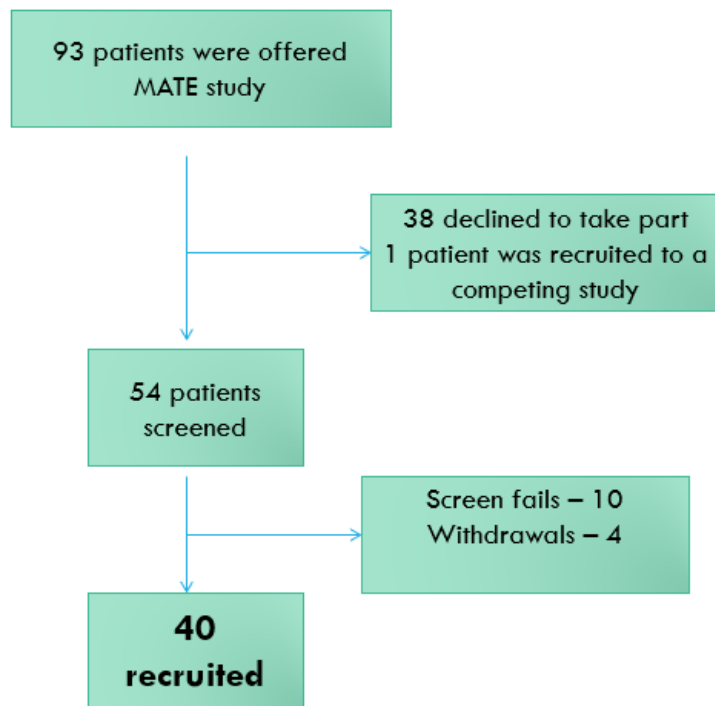 93 patients were offered
MATE study
38 declined to take part
1 patient was recruited to a
competing study
54 patients
screened
Screen fails – 10
Withdrawals – 4
40
recruited